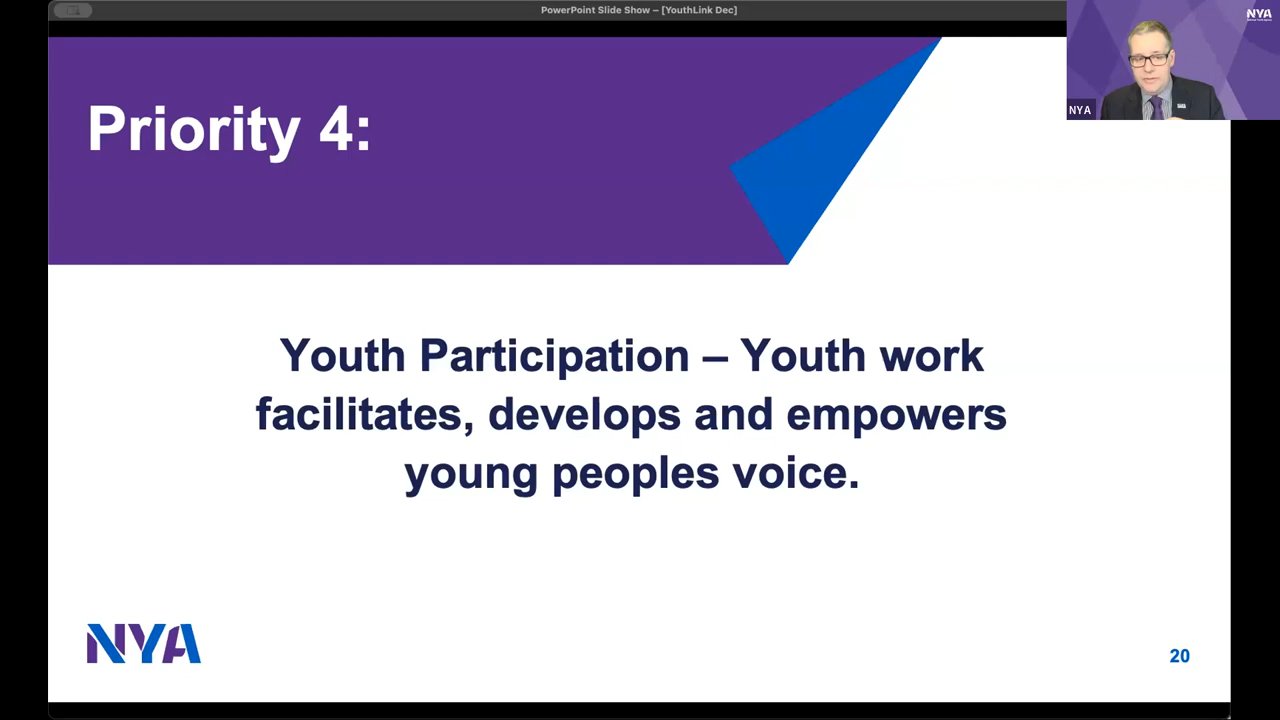 PowerPoint Slide Show – [YouthLink Dec]
NYA
NYA
Priority 4:
Youth Participation – Youth work
facilitates, develops and empowers
young peoples voice.
NYA
20